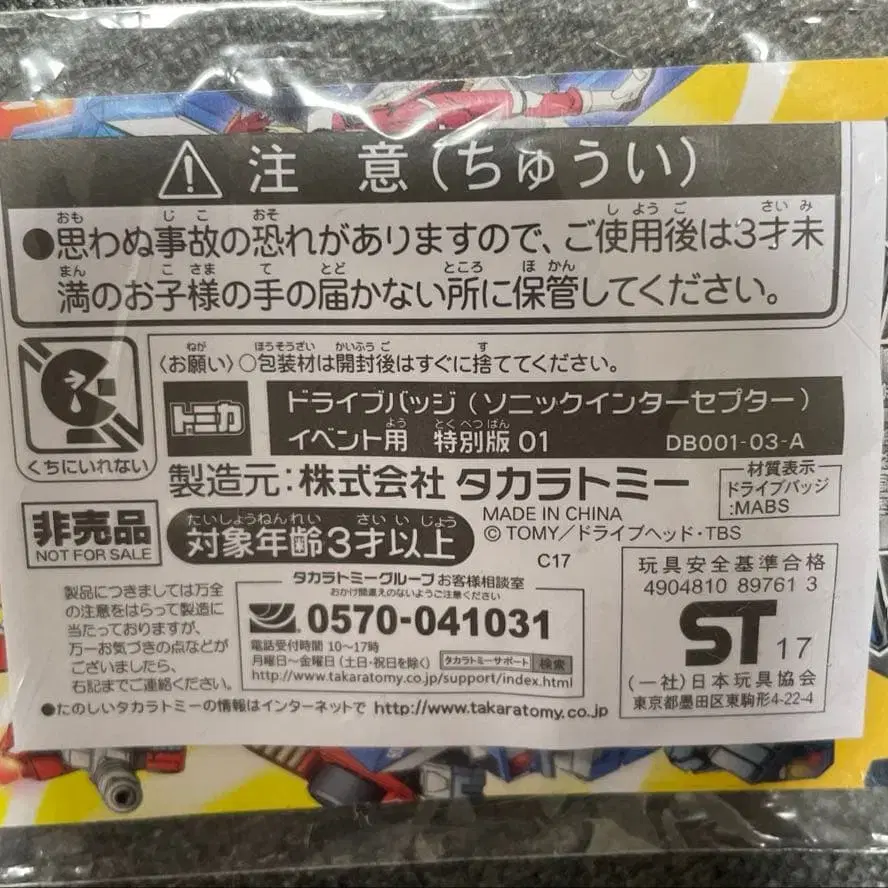 注意(ちゅうい)
●思わぬ事故の恐れがありますので、ご使用後は3才未
満のお子様の手の届かない所に保管してください。
くちにいれない
〈お願い〉○包装材は開封後はすぐに捨ててください。
トミカ
ドライブバッジ(ソニックインターセプター)
イベント用 特別版 01 DB001-03-A
製造元:株式会社 タカラトミー
MADE IN CHINA
© TOMY/ドライブヘッド・TBS
材質表示
ドライブバッジ
:MABS
非売品
NOT FOR SALE
対象年齢3才以上
C17
製品につきましては万全
の注意をはらって製造に
当たっておりますが、
万一お気づきの点などが
ございましたら、
右記までご連絡ください。
タカラトミーグループ お客様相談室
おかけ間違えのないようご注意ください
0570-041031
電話受付時間 10〜17時
月曜日〜金曜日(土日・祝日を除く) タカラトミーサポート 検索
http://www.takaratomy.co.jp/support/index.html
玩具安全基準合格
4904810 89761 3
ST 17
(一社)日本玩具協会
東京都墨田区東駒形4-22-4
●たのしいタカラトミーの情報はインターネットで http://www.takaratomy.co.jp